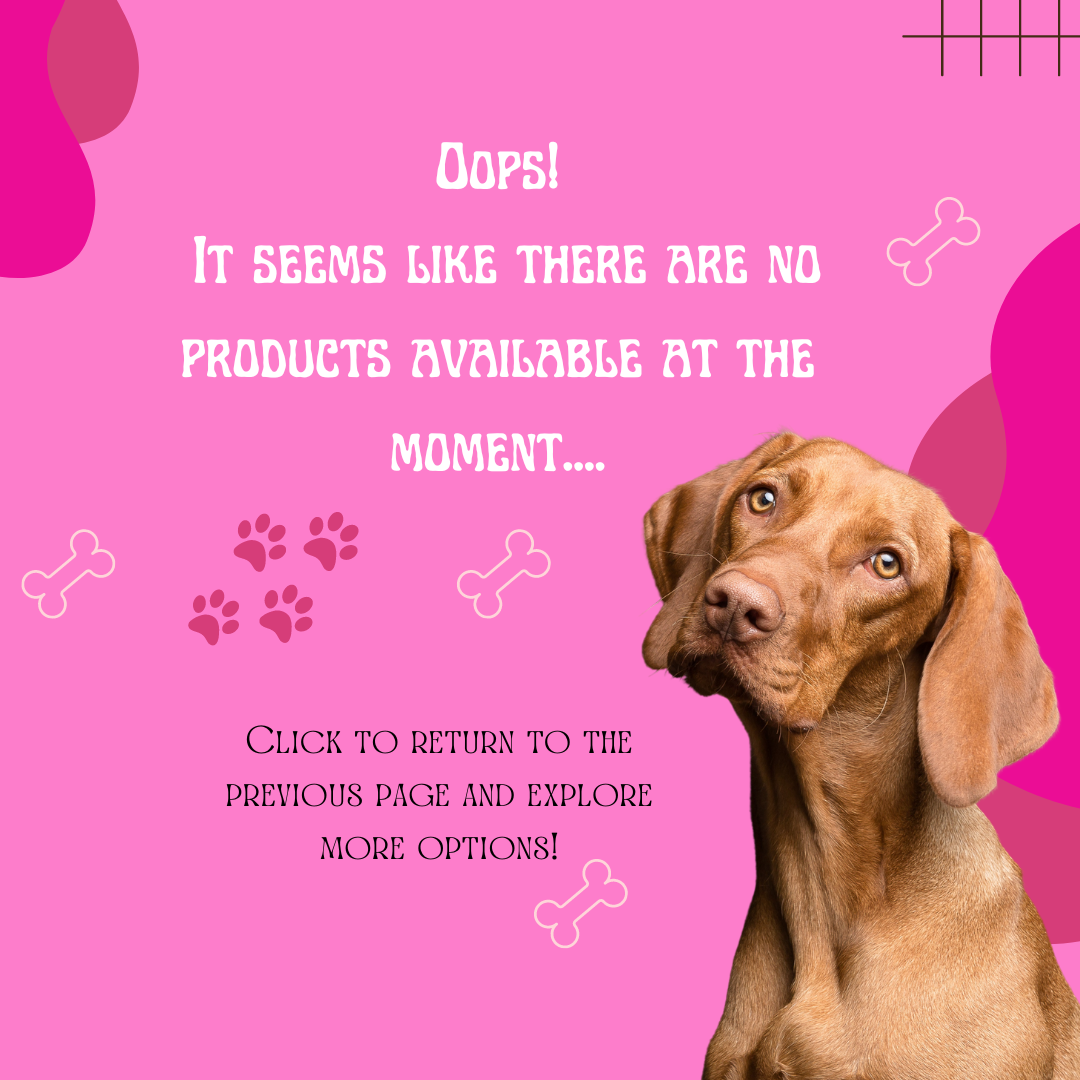 Oops!
It seems like there are no
products available at the
moment....
Click to return to the
previous page and explore
more options!